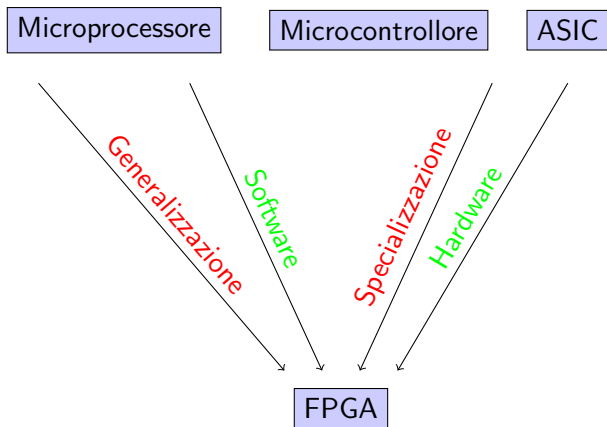 Microprocessore
Microcontrollore
ASIC
Generalizzazione
Software
Specializzazione
Hardware
FPGA